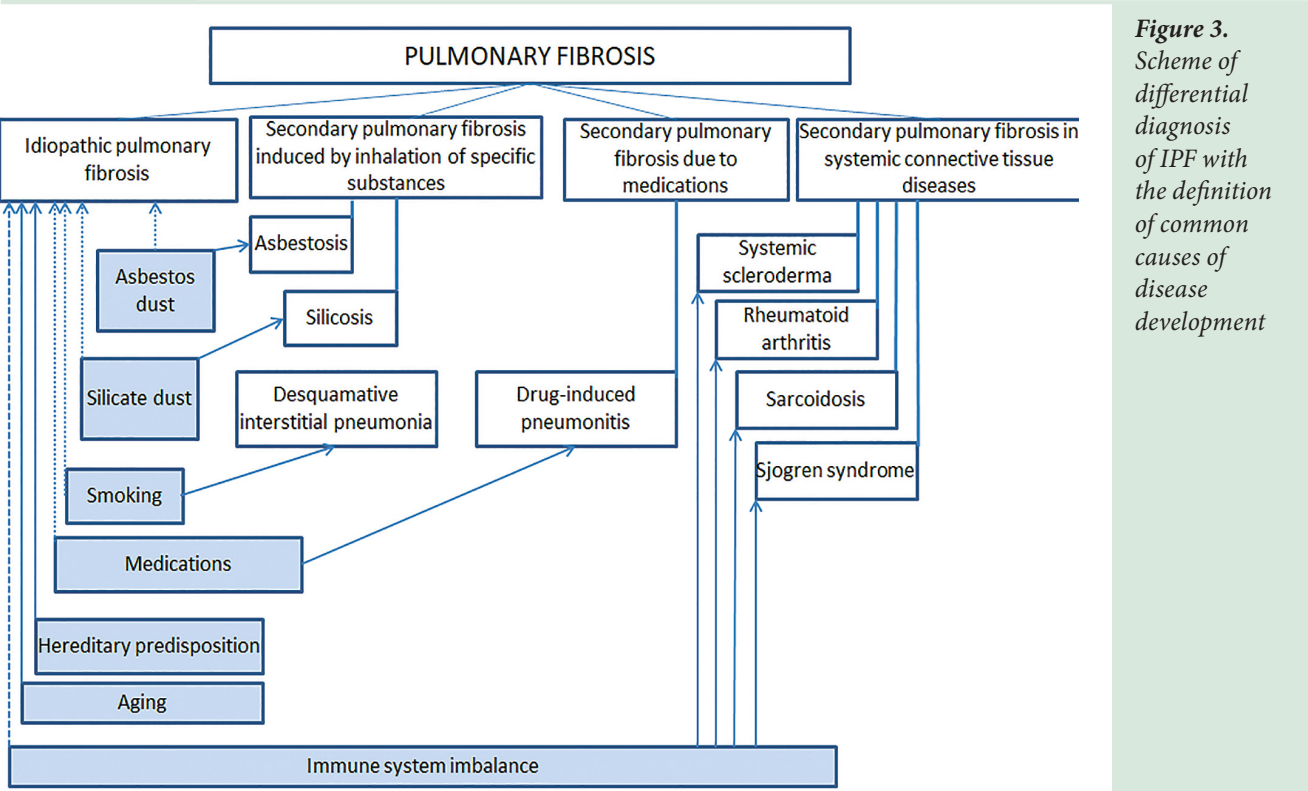 PULMONARY FIBROSIS
Idiopathic pulmonary
fibrosis
Secondary pulmonary fibrosis
induced by inhalation of specific
substances
Secondary pulmonary
fibrosis due to
medications
Secondary pulmonary fibrosis in
systemic connective tissue
diseases
Asbestos
dust
Asbestosis
Silicosis
Silicate dust
Desquamative
interstitial pneumonia
Drug-induced
pneumonitis
Systemic
scleroderma
Rheumatoid
arthritis
Sarcoidosis
Sjogren syndrome
Smoking
Medications
Hereditary predisposition
Aging
Immune system imbalance
Figure 3.
Scheme of
differential
diagnosis
of IPF with
the definition
of common
causes of
disease
development